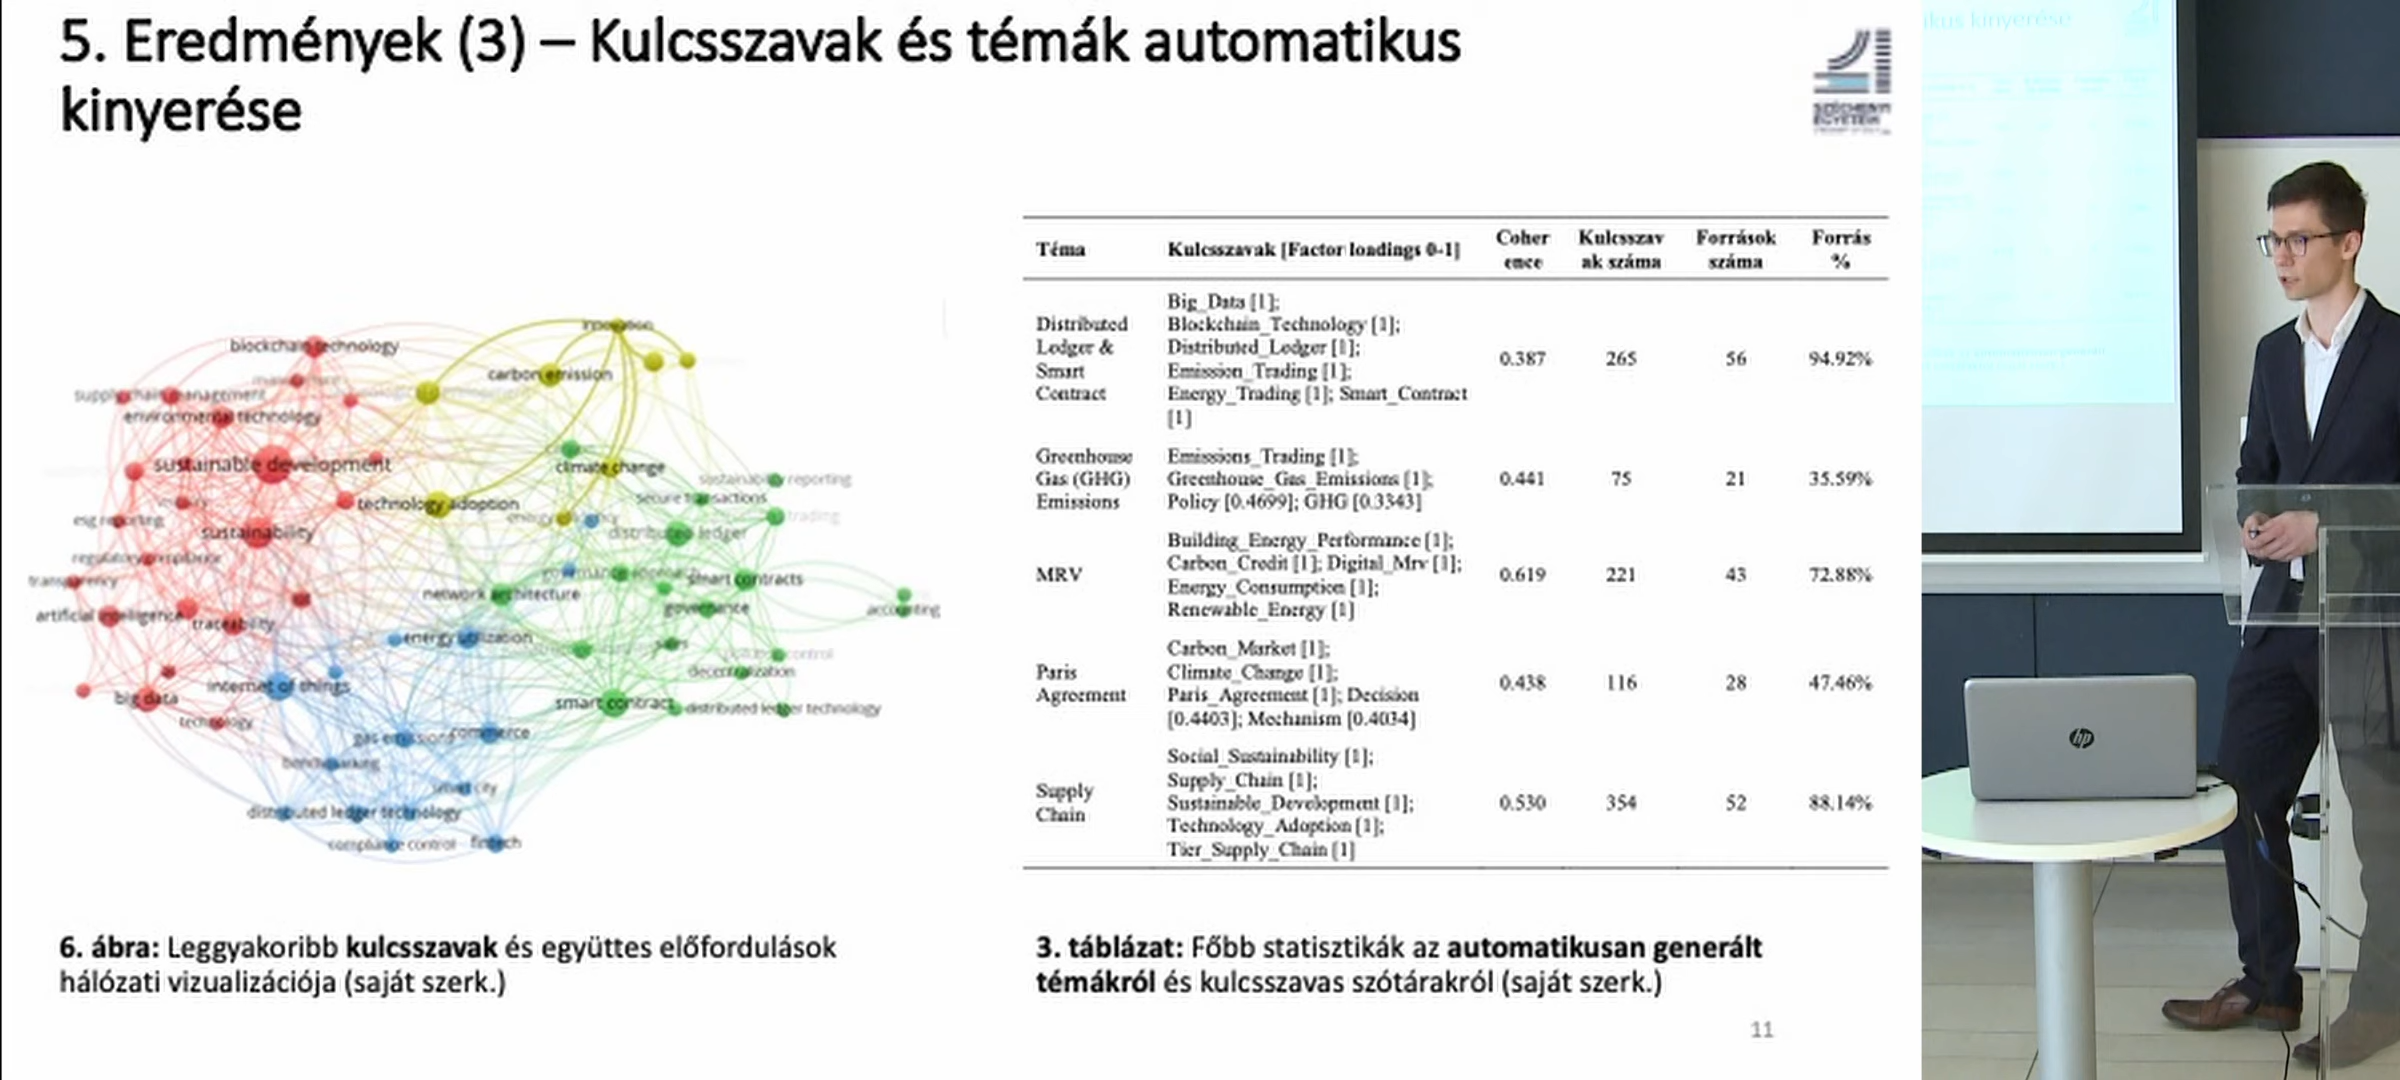 5. Eredmények (3) – Kulcsszavak és témák automatikus
kinyerése
SZÉCHENYI
EGYETEM
innovation
blockchain technology
carbon emission
supply chain management
environmental technology
sustainable development
climate change
sustainability reporting
technology adoption
secure transactions
trading
esg reporting
sustainability
distributed ledger
regulatory compliance
transparency
smart contracts
network architecture
governance
accounting
artificial intelligence
traceability
energy utilization
decentralization
internet of things
big data
smart contract
distributed ledger technology
technology
gas emissions
commerce
benchmarking
smart city
distributed ledger technology
compliance control
fintech
Téma
Kulcsszavak [Factor loadings 0-1]
Coher
ence
Kulcsszav
ak száma
Források
száma
Forrás
%
Distributed
Ledger &
Smart
Contract
Big_Data [1];
Blockchain_Technology [1];
Distributed_Ledger [1];
Emission_Trading [1];
Energy_Trading [1]; Smart_Contract
[1]
0.387
265
56
94.92%
Greenhouse
Gas (GHG)
Emissions
Emissions_Trading [1];
Greenhouse_Gas_Emissions [1];
Policy [0.4699]; GHG [0.3343]
0.441
75
21
35.59%
MRV
Building_Energy_Performance [1];
Carbon_Credit [1]; Digital_Mrv [1];
Energy_Consumption [1];
Renewable_Energy [1]
0.619
221
43
72.88%
Paris
Agreement
Carbon_Market [1];
Climate_Change [1];
Paris_Agreement [1]; Decision
[0.4403]; Mechanism [0.4034]
0.438
116
28
47.46%
Supply
Chain
Social_Sustainability [1];
Supply_Chain [1];
Sustainable_Development [1];
Technology_Adoption [1];
Tier_Supply_Chain [1]
0.530
354
52
88.14%
6. ábra: Leggyakoribb kulcsszavak és együttes előfordulások
hálózati vizualizációja (saját szerk.)
3. táblázat: Főbb statisztikák az automatikusan generált
témákról és kulcsszavas szótárakról (saját szerk.)
11
ikus kinyerése
hp